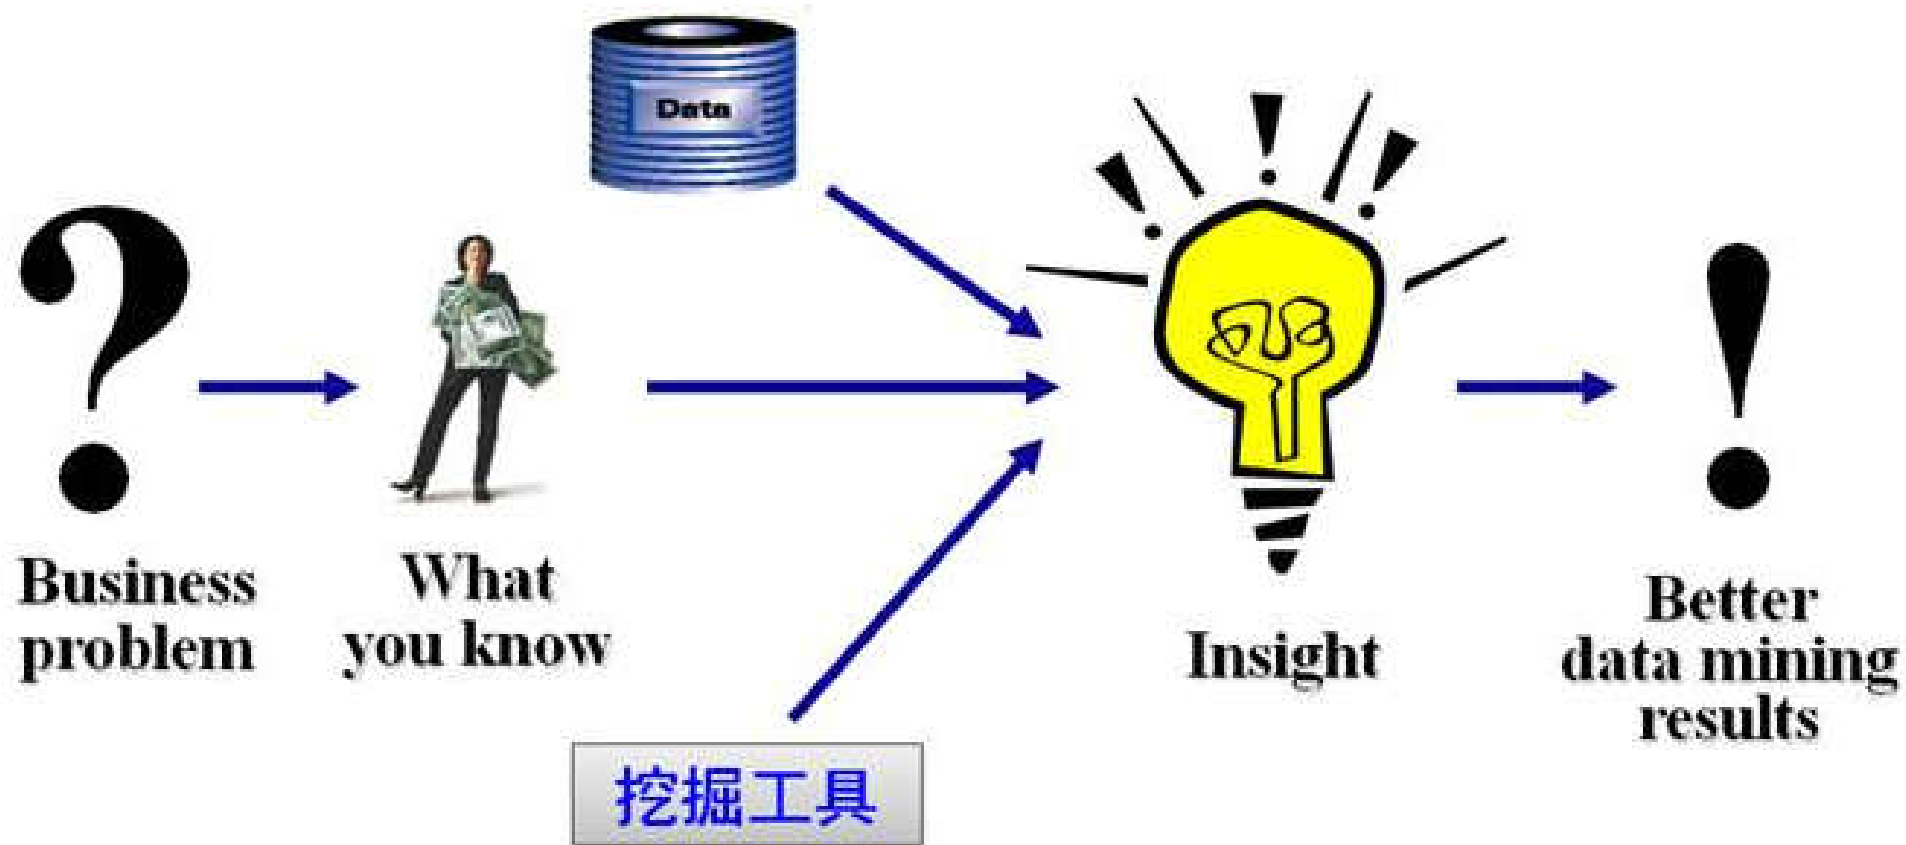 Data
Business
problem
What
you know
Insight
Better
data mining
results
挖掘工具